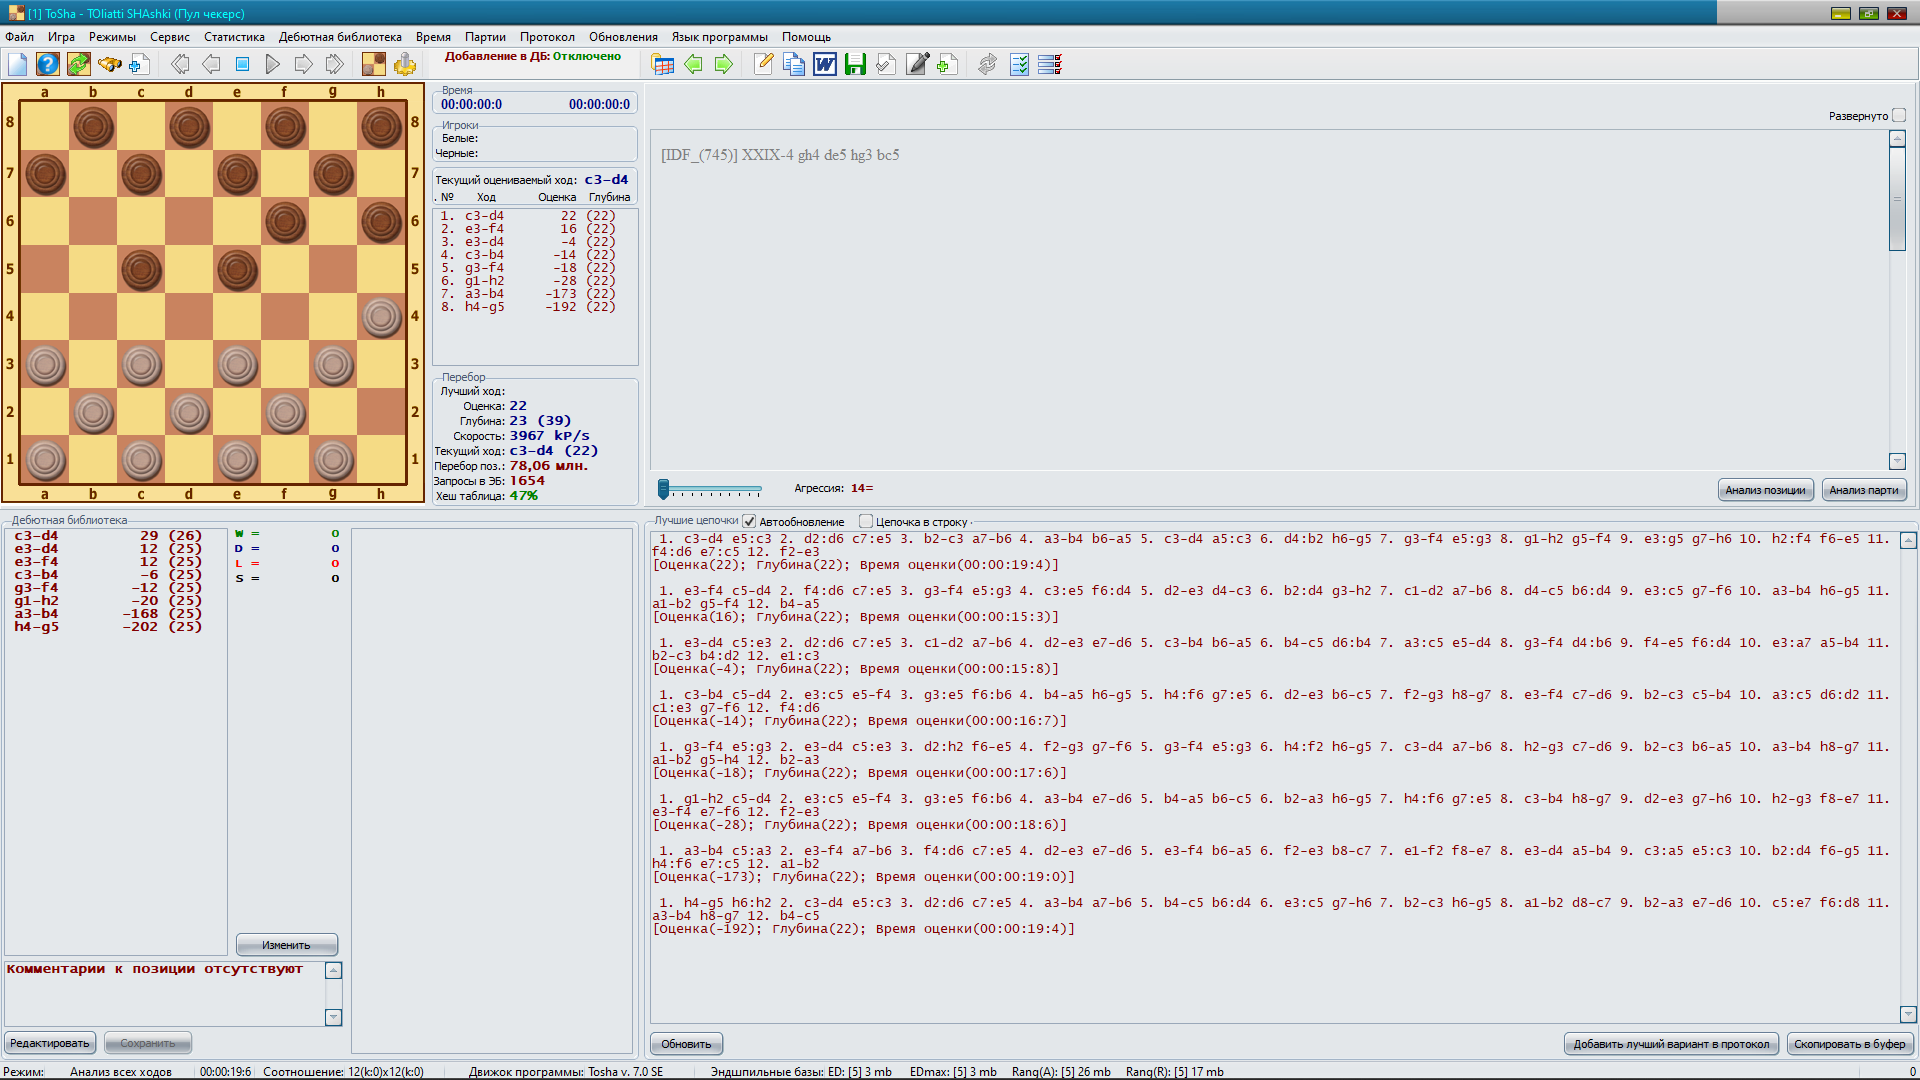 [1] ToSha - TOliatti SHAshki (Пул чекерс)
Файл Игра Режимы Сервис Статистика Дебютная библиотека Время Партии Протокол Обновления Язык программы Помощь
Добавление в ДБ: Отключено
a b c d e f g h
8 8
7 7
6 6
5 5
4 4
3 3
2 2
1 1
a b c d e f g h
Время
00:00:00:0 00:00:00:0
Игроки
Белые:
Черные:
Текущий оцениваемый ход: c3-d4
. № Ход Оценка Глубина
1. c3-d4 22 (22)
2. e3-f4 16 (22)
3. e3-d4 -4 (22)
4. c3-b4 -14 (22)
5. g3-f4 -18 (22)
6. g1-h2 -28 (22)
7. a3-b4 -173 (22)
8. h4-g5 -192 (22)
Перебор
Лучший ход:
Оценка: 22
Глубина: 23 (39)
Скорость: 3967 kP/s
Текущий ход: c3-d4 (22)
Перебор поз.: 78,06 млн.
Запросы в ЭБ: 1654
Хеш таблица: 47%
Развернуто
[IDF_(745)] XXIX-4 gh4 de5 hg3 bc5
Агрессия: 14=
Анализ позиции Анализ парти
Дебютная библиотека
c3-d4 29 (26)
e3-d4 12 (25)
e3-f4 12 (25)
c3-b4 -6 (25)
g3-f4 -12 (25)
g1-h2 -20 (25)
a3-b4 -168 (25)
h4-g5 -202 (25)
W = 0
D = 0
L = 0
S = 0
Изменить
Комментарии к позиции отсутствуют
Редактировать Сохранить
Лучшие цепочки Автообновление Цепочка в строку
1. c3-d4 e5:c3 2. d2:d6 c7:e5 3. b2-c3 a7-b6 4. a3-b4 b6-a5 5. c3-d4 a5:c3 6. d4:b2 h6-g5 7. g3-f4 e5:g3 8. g1-h2 g5-f4 9. e3:g5 g7-h6 10. h2:f4 f6-e5 11.
f4:d6 e7:c5 12. f2-e3
[Оценка(22); Глубина(22); Время оценки(00:00:19:4)]
1. e3-f4 c5-d4 2. f4:d6 c7:e5 3. g3-f4 e5:g3 4. c3:e5 f6:d4 5. d2-e3 d4-c3 6. b2:d4 g3-h2 7. c1-d2 a7-b6 8. d4-c5 b6:d4 9. e3:c5 g7-f6 10. a3-b4 h6-g5 11.
a1-b2 g5-f4 12. b4-a5
[Оценка(16); Глубина(22); Время оценки(00:00:15:3)]
1. e3-d4 c5:e3 2. d2:d6 c7:e5 3. c1-d2 a7-b6 4. d2-e3 e7-d6 5. c3-b4 b6-a5 6. b4-c5 d6:b4 7. a3:c5 e5-d4 8. g3-f4 d4:b6 9. f4-e5 f6:d4 10. e3:a7 a5-b4 11.
b2-c3 b4:d2 12. e1:c3
[Оценка(-4); Глубина(22); Время оценки(00:00:15:8)]
1. c3-b4 c5-d4 2. e3:c5 e5-f4 3. g3:e5 f6:b6 4. b4-a5 h6-g5 5. h4:f6 g7:e5 6. d2-e3 b6-c5 7. f2-g3 h8-g7 8. e3-f4 c7-d6 9. b2-c3 c5-b4 10. a3:c5 d6:d2 11.
c1:e3 g7-f6 12. f4:d6
[Оценка(-14); Глубина(22); Время оценки(00:00:16:7)]
1. g3-f4 e5:g3 2. e3-d4 c5:e3 3. d2:h2 f6-e5 4. f2-g3 g7-f6 5. g3-f4 e5:g3 6. h4:f2 h6-g5 7. c3-d4 a7-b6 8. h2-g3 c7-d6 9. b2-c3 b6-a5 10. a3-b4 h8-g7 11.
a1-b2 g5-h4 12. b2-a3
[Оценка(-18); Глубина(22); Время оценки(00:00:17:6)]
1. g1-h2 c5-d4 2. e3:c5 e5-f4 3. g3:e5 f6:b6 4. a3-b4 e7-d6 5. b4-a5 b6-c5 6. b2-a3 h6-g5 7. h4:f6 g7:e5 8. c3-b4 h8-g7 9. d2-e3 g7-h6 10. h2-g3 f8-e7 11.
e3-f4 e7-f6 12. f2-e3
[Оценка(-28); Глубина(22); Время оценки(00:00:18:6)]
1. a3-b4 c5:a3 2. e3-f4 a7-b6 3. f4:d6 c7:e5 4. d2-e3 e7-d6 5. e3-f4 b6-a5 6. f2-e3 b8-c7 7. e1-f2 f8-e7 8. e3-d4 a5-b4 9. c3:a5 e5:c3 10. b2:d4 f6-g5 11.
h4:f6 e7:c5 12. a1-b2
[Оценка(-173); Глубина(22); Время оценки(00:00:19:0)]
1. h4-g5 h6:h2 2. c3-d4 e5:c3 3. d2:d6 c7:e5 4. a3-b4 a7-b6 5. b4-c5 b6:d4 6. e3:c5 g7-h6 7. b2-c3 h6-g5 8. a1-b2 d8-c7 9. b2-a3 e7-d6 10. c5:e7 f6:d8 11.
a3-b4 h8-g7 12. b4-c5
[Оценка(-192); Глубина(22); Время оценки(00:00:19:4)]
Обновить Добавить лучший вариант в протокол Скопировать в буфер
Режим: Анализ всех ходов 00:00:19:6 Соотношение: 12(k:0)x12(k:0) Движок программы: Tosha v. 7.0 SE Эндшпильные базы: ED: [5] 3 mb EDmax: [5] 3 mb Rang(A): [5] 26 mb Rang(R): [5] 17 mb 0